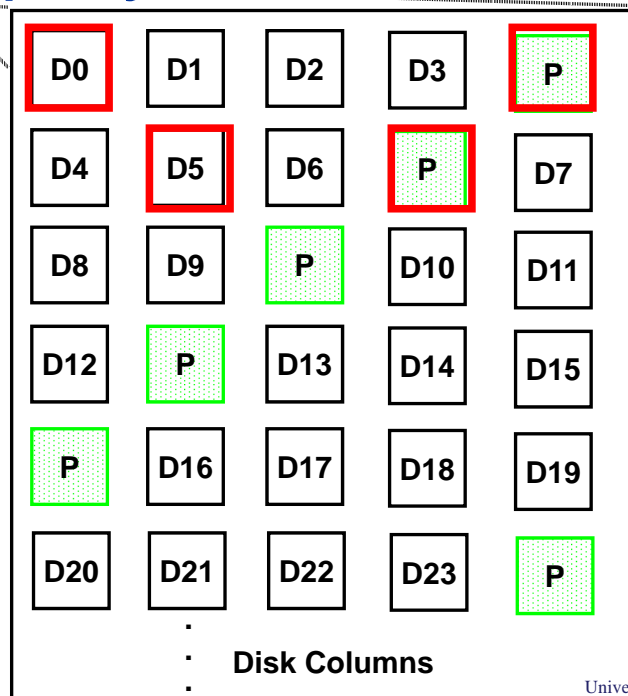 D0 D1 D2 D3 P
D4 D5 D6 P D7
D8 D9 P D10 D11
D12 P D13 D14 D15
P D16 D17 D18 D19
D20 D21 D22 D23 P
Disk Columns